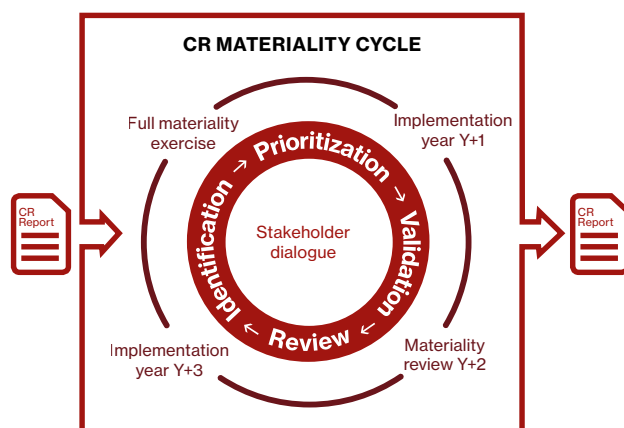 CR MATERIALITY CYCLE
Full materiality
exercise
Implementation
year Y+1
CR
Report
Identification → Prioritization → Validation → Review →
Stakeholder
dialogue
CR
Report
Implementation
year Y+3
Materiality
review Y+2